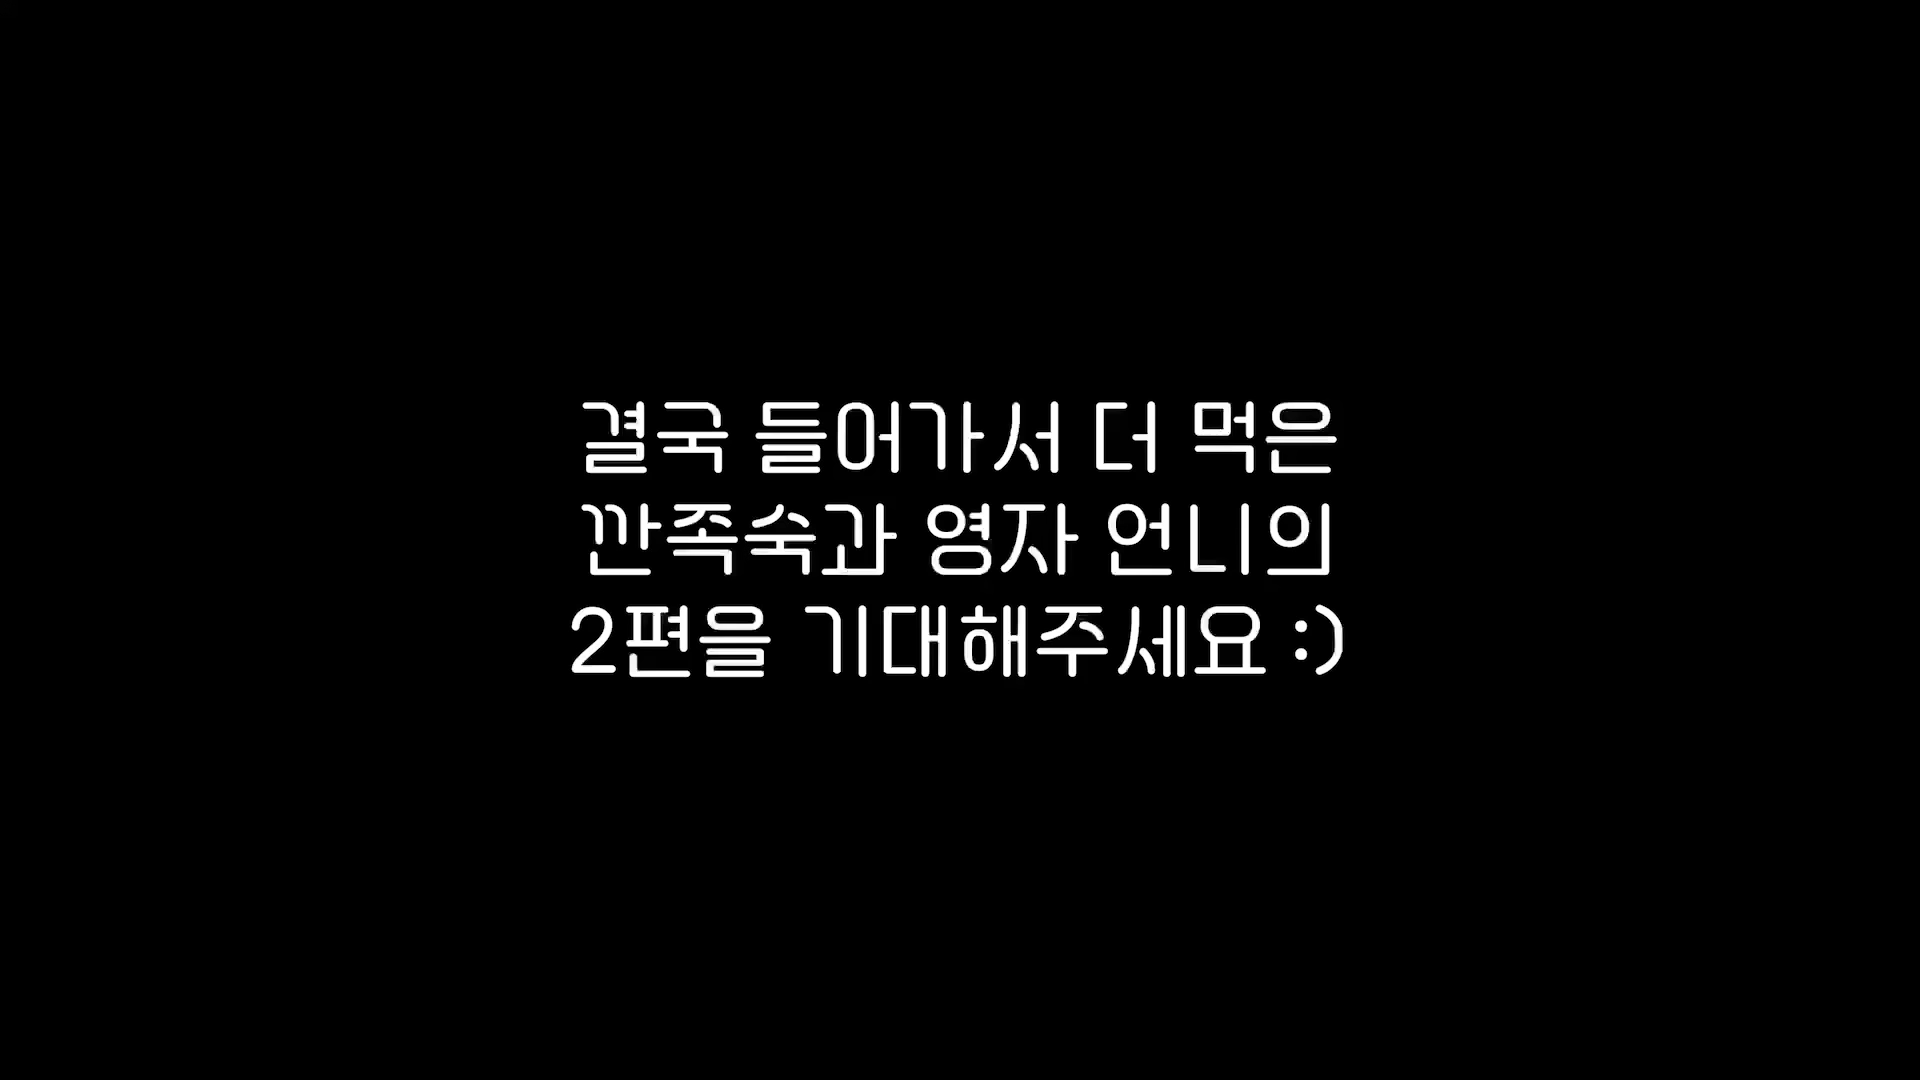 결국 들어가서 더 먹은
깐족숙과 영자 언니의
2편을 기대해주세요 :)